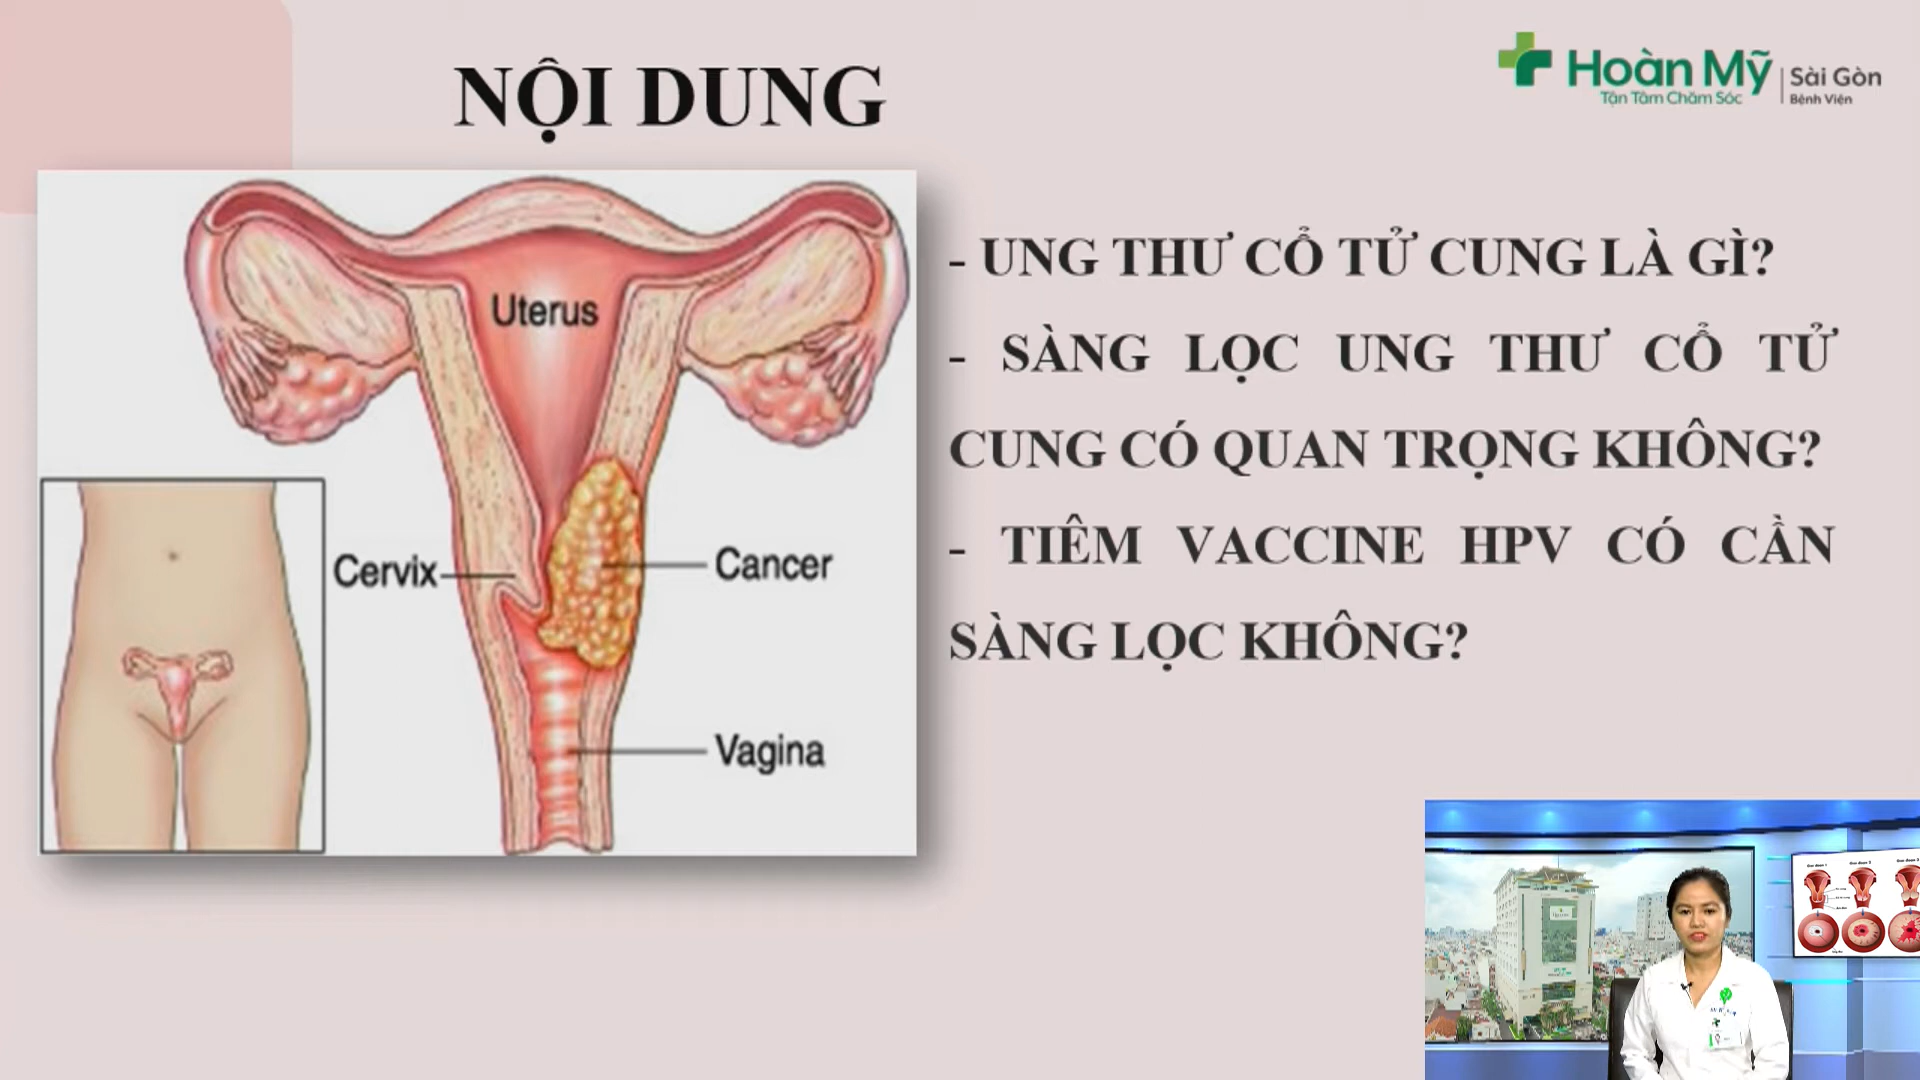 NỘI DUNG
Hoàn Mỹ
Tận Tâm Chăm Sóc
Sài Gòn
Bệnh Viện
Uterus
Cervix
Cancer
Vagina
- UNG THƯ CỔ TỬ CUNG LÀ GÌ?
- SÀNG LỌC UNG THƯ CỔ TỬ
CUNG CÓ QUAN TRỌNG KHÔNG?
- TIÊM VACCINE HPV CÓ CẦN
SÀNG LỌC KHÔNG?